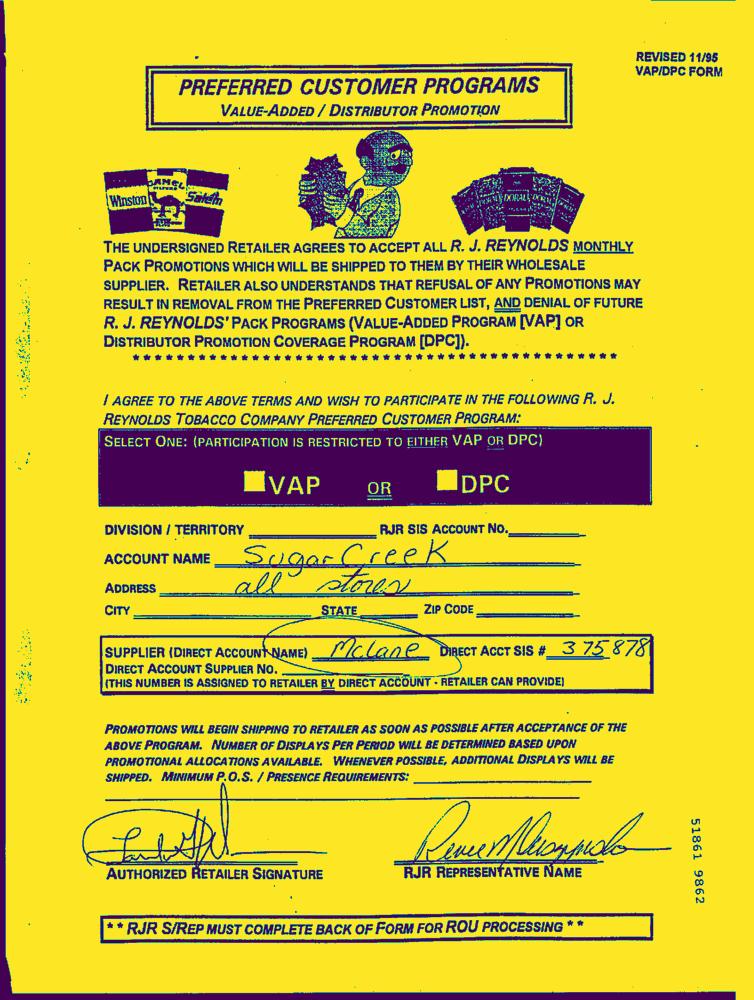 REVISED 11/95
VAP/DPC FORM
PREFERRED CUSTOMER PROGRAMS
VALUE-ADDED / DISTRIBUTOR PROMOTION
Winston CAMEL FILTERS Salem
DORAL
THE UNDERSIGNED RETAILER AGREES TO ACCEPT ALL R. J. REYNOLDS MONTHLY
PACK PROMOTIONS WHICH WILL BE SHIPPED TO THEM BY THEIR WHOLESALE
SUPPLIER. RETAILER ALSO UNDERSTANDS THAT REFUSAL OF ANY PROMOTIONS MAY
RESULT IN REMOVAL FROM THE PREFERRED CUSTOMER LIST, AND DENIAL OF FUTURE
R. J. REYNOLDS' PACK PROGRAMS (VALUE-ADDED PROGRAM [VAP] OR
DISTRIBUTOR PROMOTION COVERAGE PROGRAM [DPC]).
I AGREE TO THE ABOVE TERMS AND WISH TO PARTICIPATE IN THE FOLLOWING R. J.
REYNOLDS TOBACCO COMPANY PREFERRED CUSTOMER PROGRAM:
SELECT ONE: (PARTICIPATION IS RESTRICTED TO EITHER VAP OR DPC)
VAP OR DPC
DIVISION / TERRITORY RJR SIS ACCOUNT NO.
ACCOUNT NAME Sugar Creek
ADDRESS all stores
CITY STATE ZIP CODE
SUPPLIER (DIRECT ACCOUNT NAME) Mclane DIRECT ACCT SIS # 375878
DIRECT ACCOUNT SUPPLIER NO.
(THIS NUMBER IS ASSIGNED TO RETAILER BY DIRECT ACCOUNT - RETAILER CAN PROVIDE)
PROMOTIONS WILL BEGIN SHIPPING TO RETAILER AS SOON AS POSSIBLE AFTER ACCEPTANCE OF THE
ABOVE PROGRAM. NUMBER OF DISPLAYS PER PERIOD WILL BE DETERMINED BASED UPON
PROMOTIONAL ALLOCATIONS AVAILABLE. WHENEVER POSSIBLE, ADDITIONAL DISPLAYS WILL BE
SHIPPED. MINIMUM P.O.S. / PRESENCE REQUIREMENTS:
AUTHORIZED RETAILER SIGNATURE RJR REPRESENTATIVE NAME
** RJR S/REP MUST COMPLETE BACK OF FORM FOR ROU PROCESSING **
51861 9862